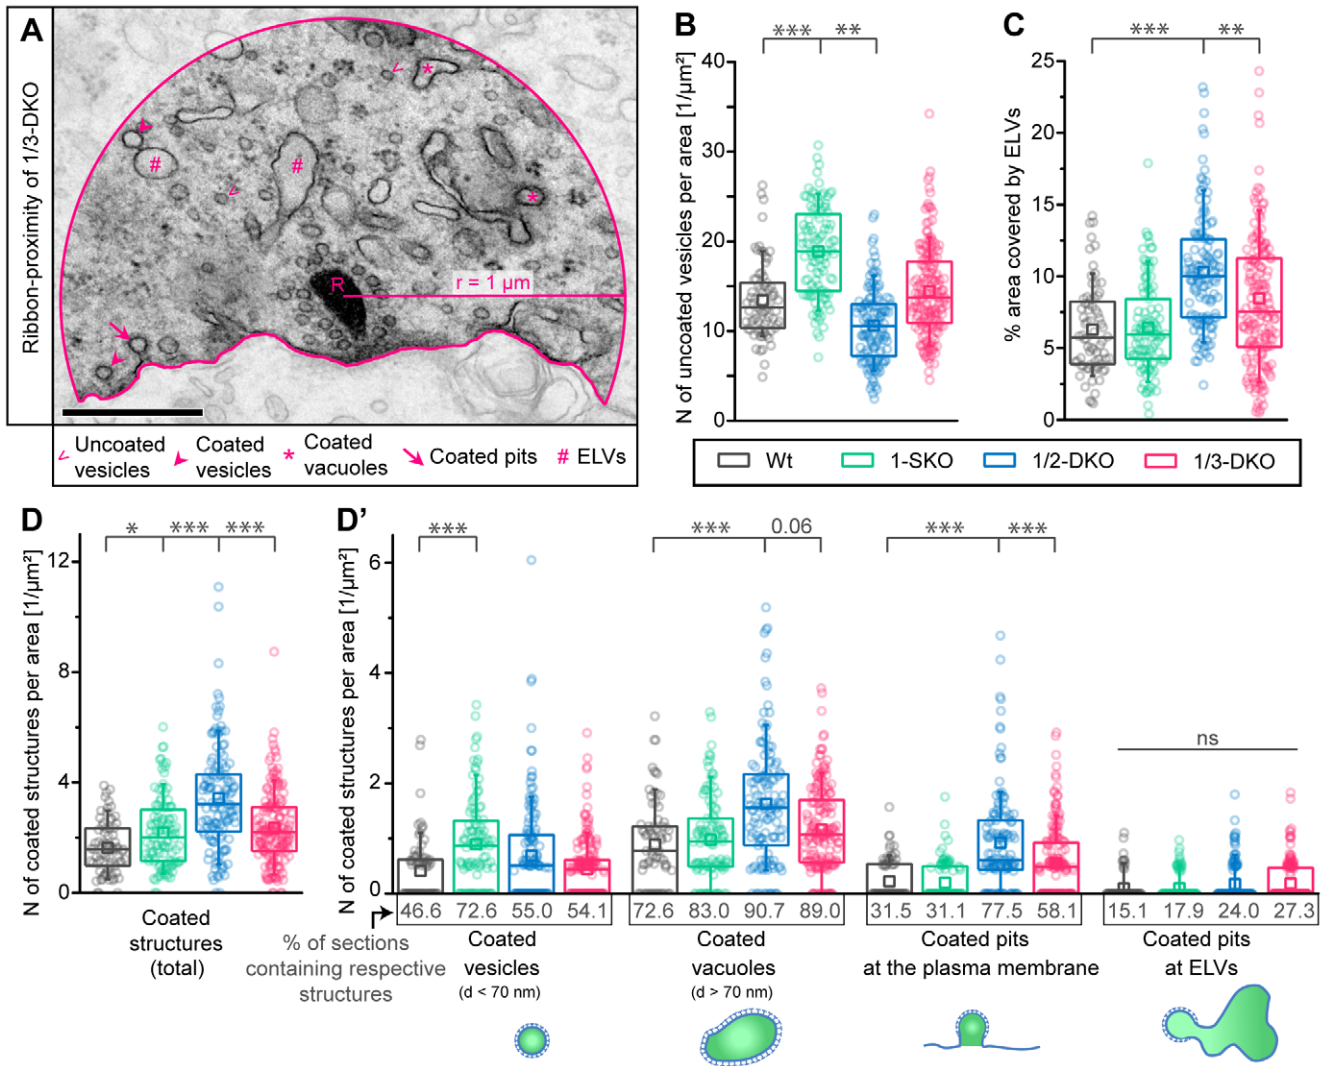 A
Ribbon-proximity of 1/3-DKO
*
#
#
*
R
r = 1 µm
Uncoated vesicles
Coated vesicles
* Coated vacuoles
Coated pits
# ELVs
B
*** **
N of uncoated vesicles per area [1/µm²]
40
30
20
10
0
C
*** **
% area covered by ELVs
25
20
15
10
5
0
Wt 1-SKO 1/2-DKO 1/3-DKO
D
* *** ***
N of coated structures per area [1/µm²]
12
8
4
0
Coated
structures
(total)
D’
*** *** 0.06 *** ***
ns
N of coated structures per area [1/µm²]
6
4
2
0
46.6 72.6 55.0 54.1
72.6 83.0 90.7 89.0
31.5 31.1 77.5 58.1
15.1 17.9 24.0 27.3
% of sections
containing respective
structures
Coated
vesicles
(d < 70 nm)
Coated
vacuoles
(d > 70 nm)
Coated pits
at the plasma membrane
Coated pits
at ELVs